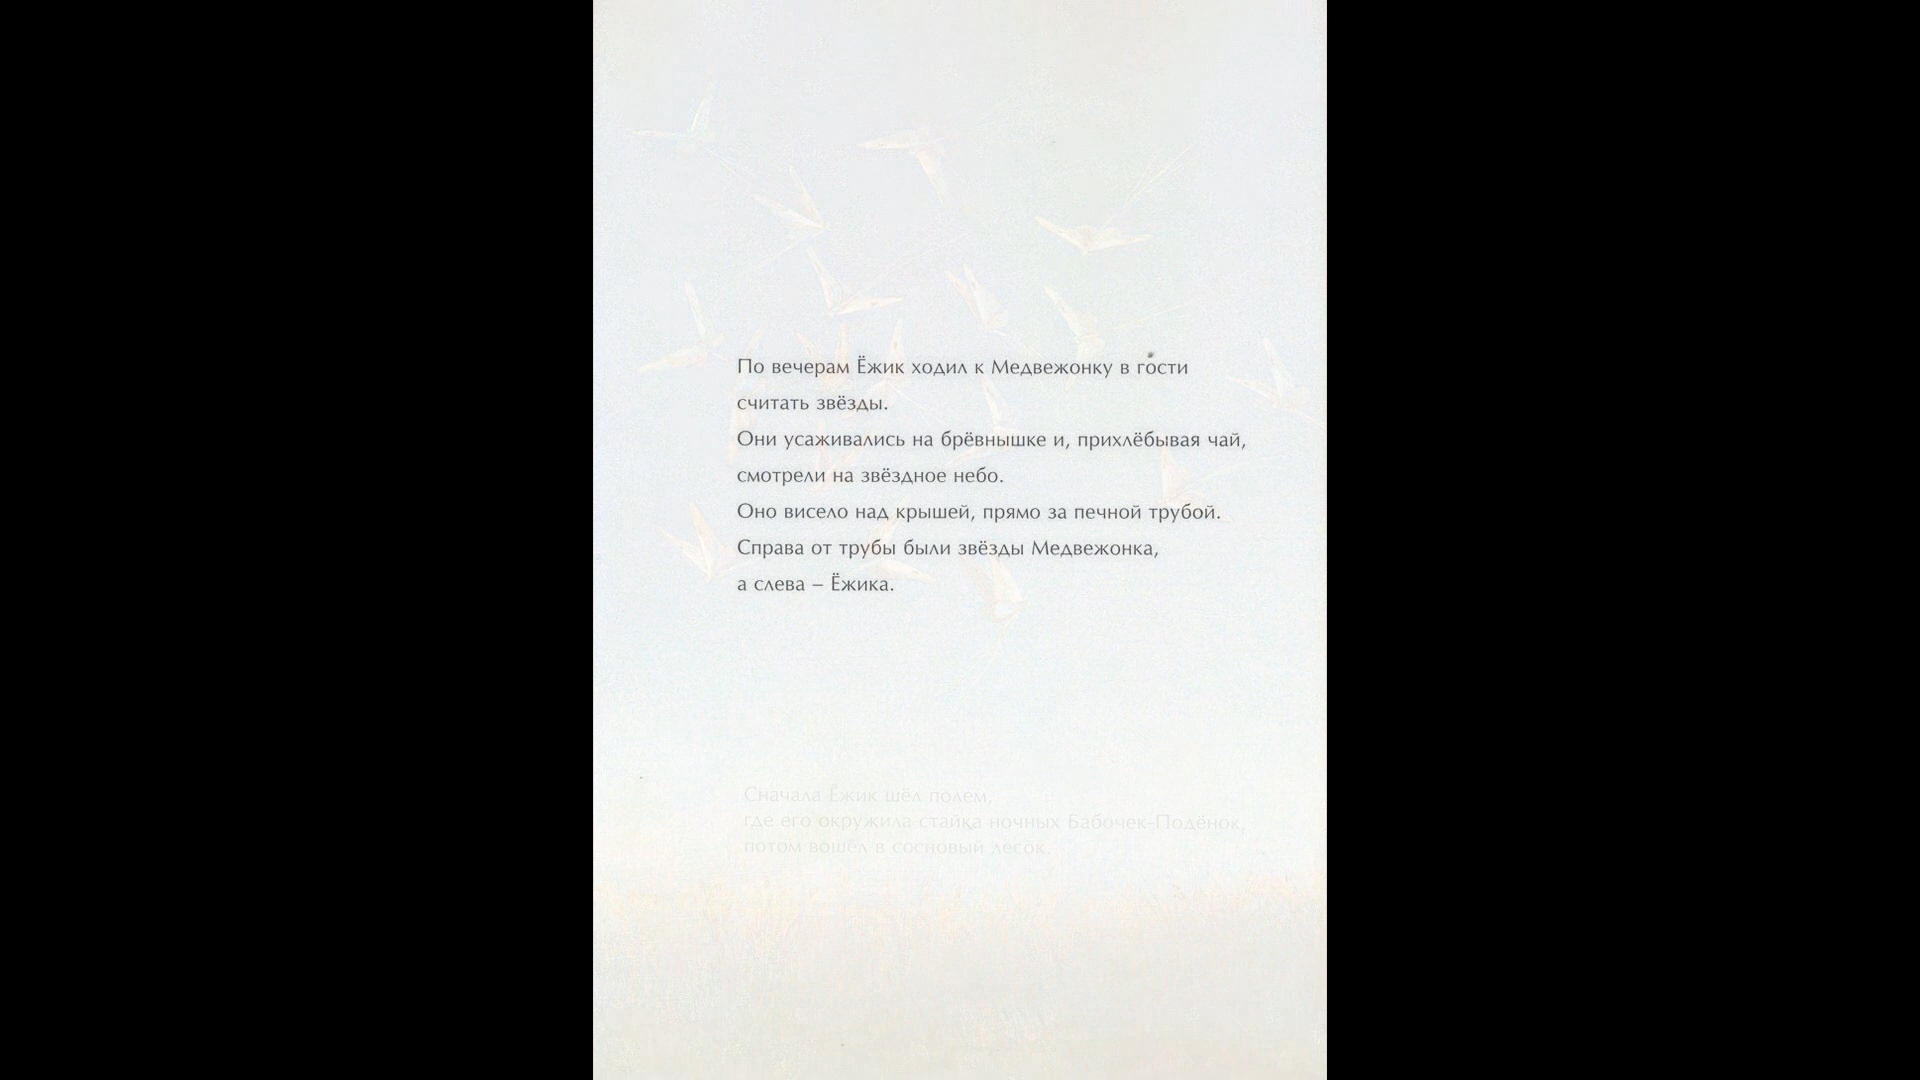 По вечерам Ёжик ходил к Медвежонку в гости
считать звёзды.
Они усаживались на брёвнышке и, прихлёбывая чай,
смотрели на звёздное небо.
Оно висело над крышей, прямо за печной трубой.
Справа от трубы были звёзды Медвежонка,
а слева – Ёжика.
Сначала Ёжик шёл полем,
где его окружила стайка ночных Бабочек-Подёнок,
потом вошёл в сосновый лесок.